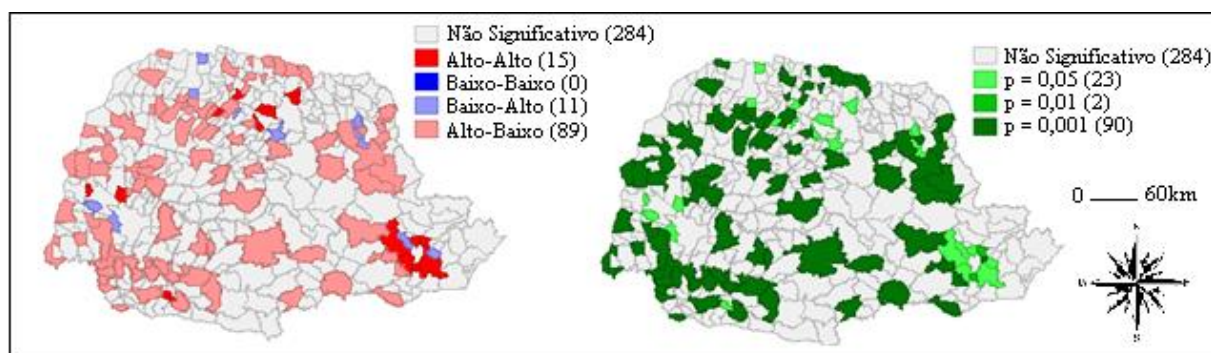 Não Significativo (284)
Alto-Alto (15)
Baixo-Baixo (0)
Baixo-Alto (11)
Alto-Baixo (89)
Não Significativo (284)
p = 0,05 (23)
p = 0,01 (2)
p = 0,001 (90)
0 60km